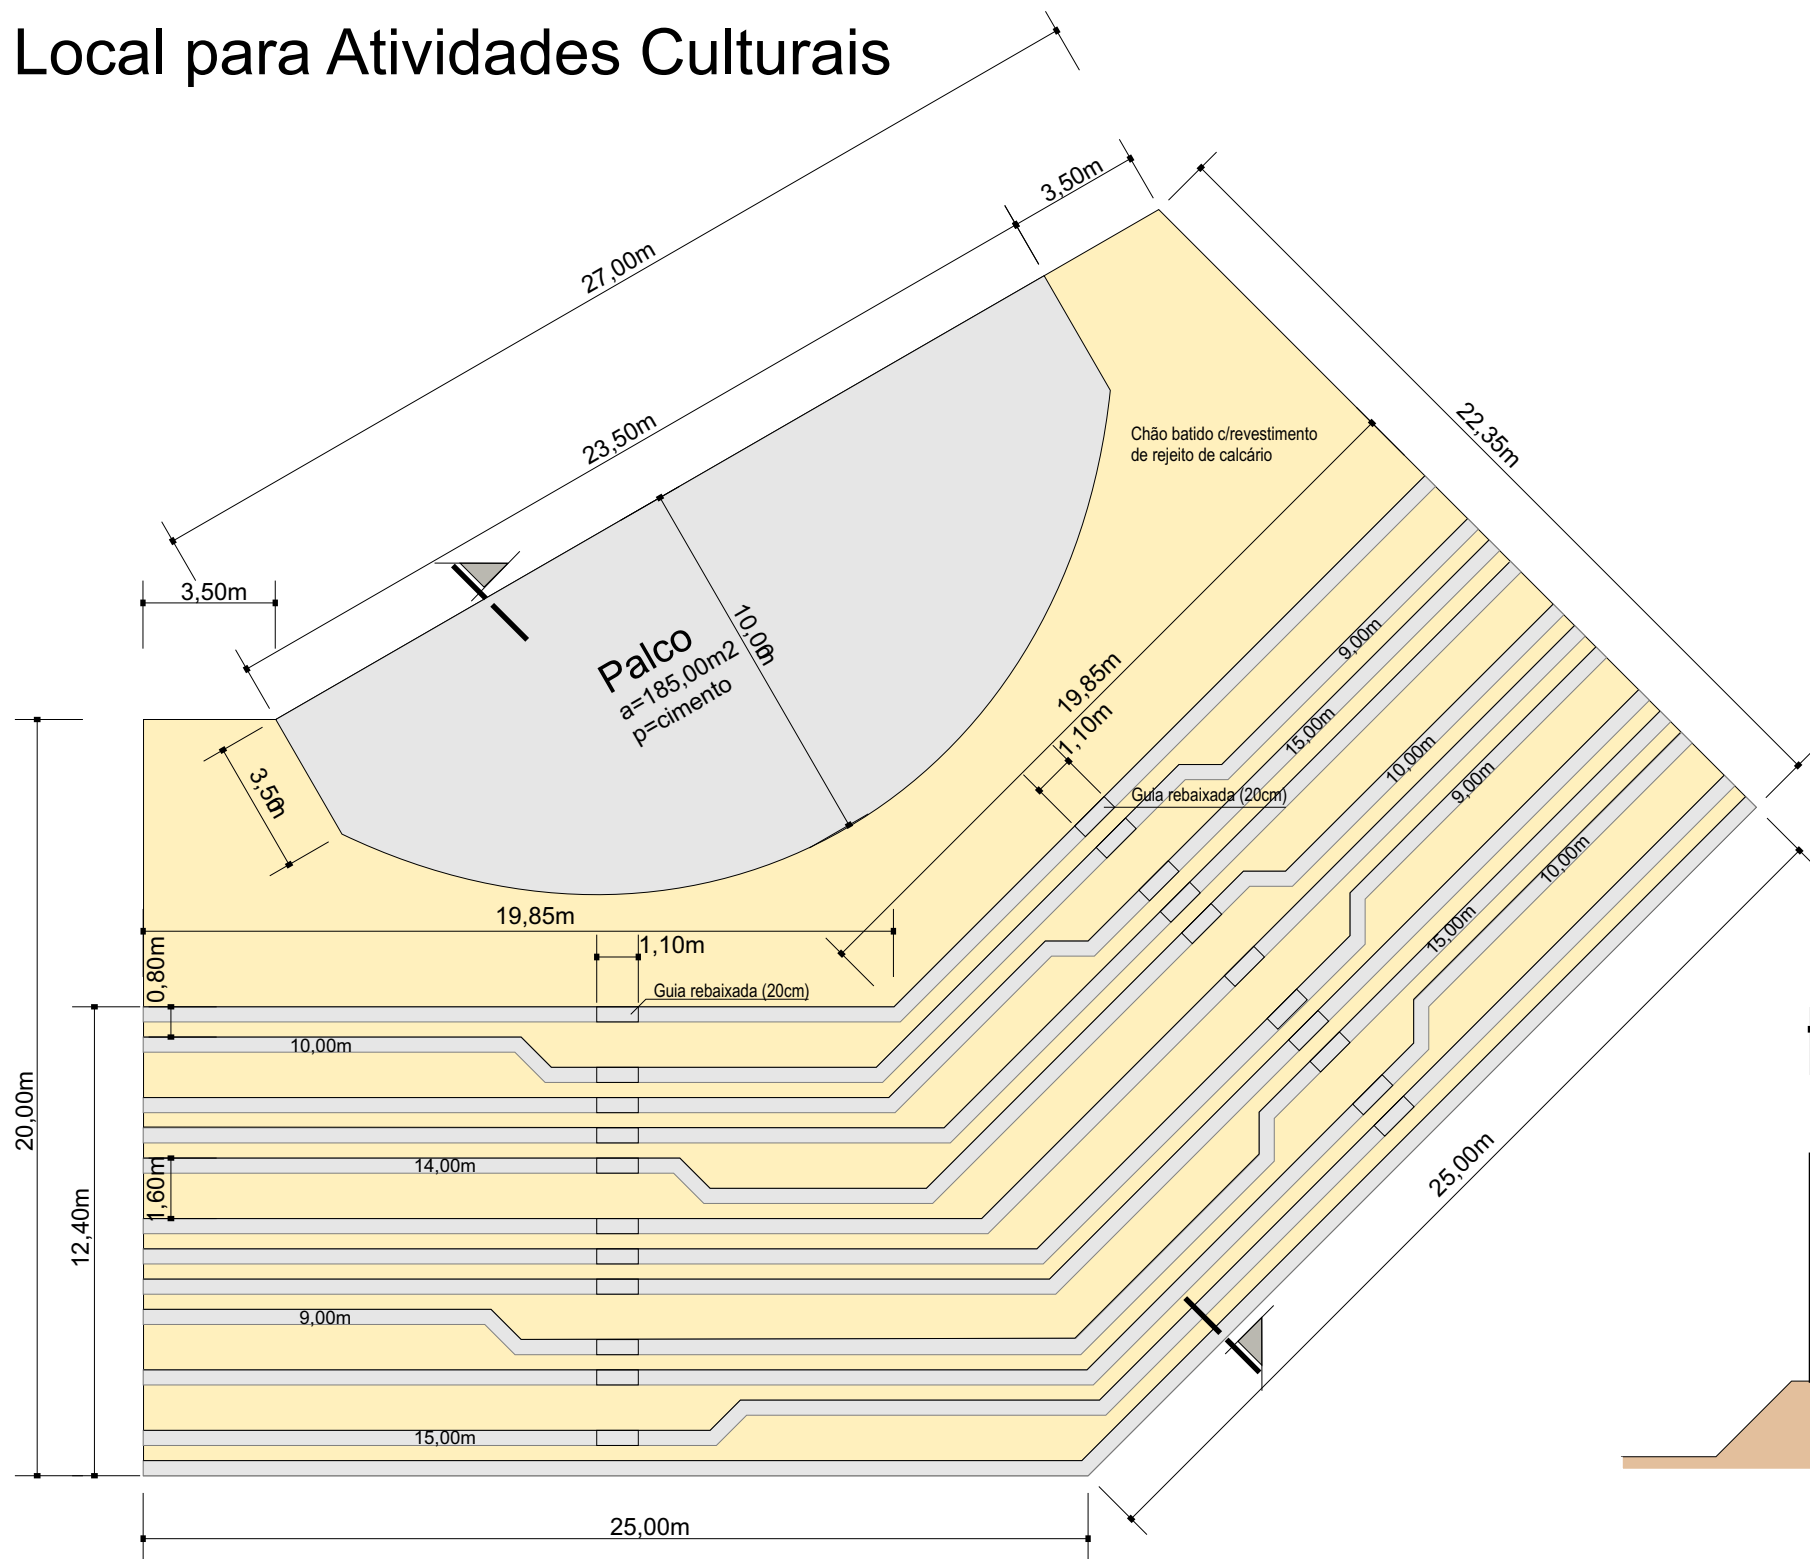 Local para Atividades Culturais
3,50m
27,00m
23,50m
22,35m
Chão batido c/revestimento
de rejeito de calcário
3,50m
10,00m
Palco
a=185,00m2
p=cimento
9,00m
19,85m
1,10m
15,00m
10,00m
9,00m
3,50m
Guia rebaixada (20cm)
10,00m
19,85m
1,10m
15,00m
0,80m
Guia rebaixada (20cm)
10,00m
20,00m
14,00m
1,60m
12,40m
25,00m
9,00m
15,00m
25,00m